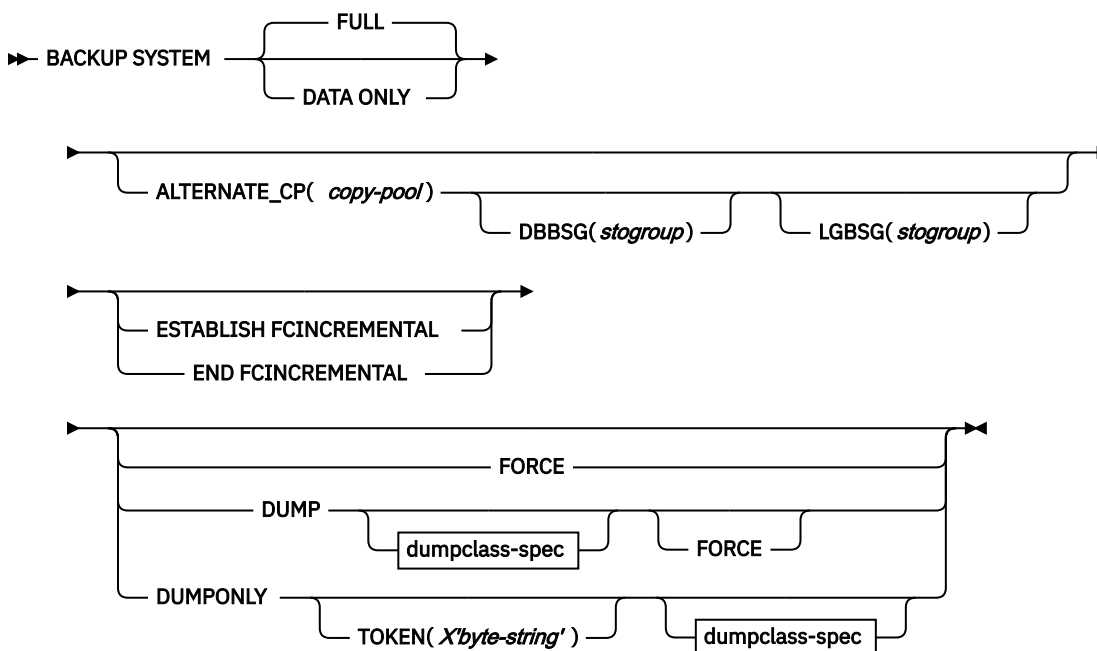 FULL
BACKUP SYSTEM
DATA ONLY
ALTERNATE_CP( copy-pool)
DBBSG( stogroup) LGBSG( stogroup)
ESTABLISH FCINCREMENTAL
END FCINCREMENTAL
FORCE
DUMP
dumpclass-spec FORCE
DUMPONLY
TOKEN( X'byte-string' ) dumpclass-spec